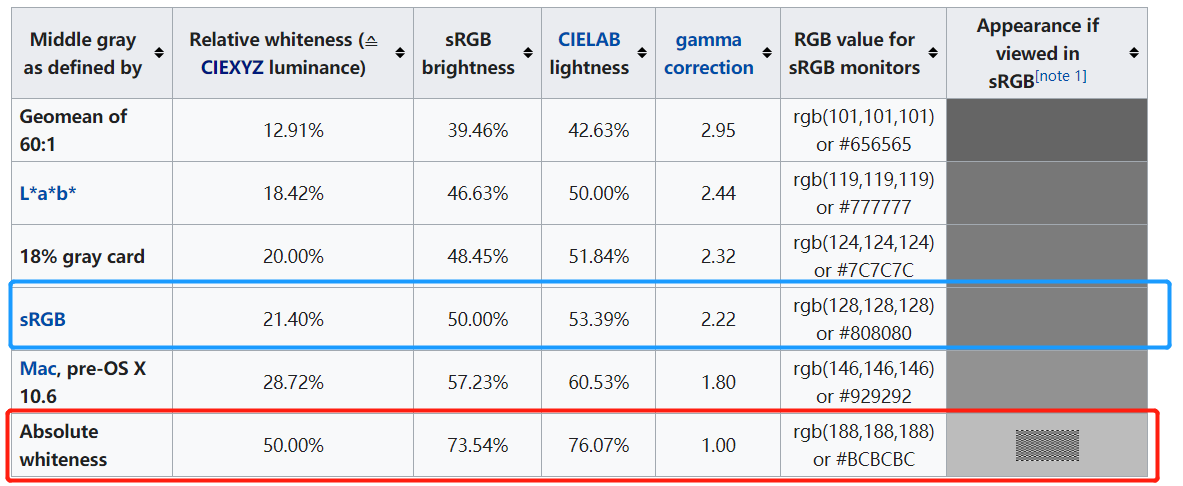 Middle gray as defined by
Relative whiteness (≙ CIEXYZ luminance)
sRGB brightness
CIELAB lightness
gamma correction
RGB value for sRGB monitors
Appearance if viewed in sRGB[note 1]
Geomean of 60:1
12.91%
39.46%
42.63%
2.95
rgb(101,101,101) or #656565
L*a*b*
18.42%
46.63%
50.00%
2.44
rgb(119,119,119) or #777777
18% gray card
20.00%
48.45%
51.84%
2.32
rgb(124,124,124) or #7C7C7C
sRGB
21.40%
50.00%
53.39%
2.22
rgb(128,128,128) or #808080
Mac, pre-OS X 10.6
28.72%
57.23%
60.53%
1.80
rgb(146,146,146) or #929292
Absolute whiteness
50.00%
73.54%
76.07%
1.00
rgb(188,188,188) or #BCBCBC